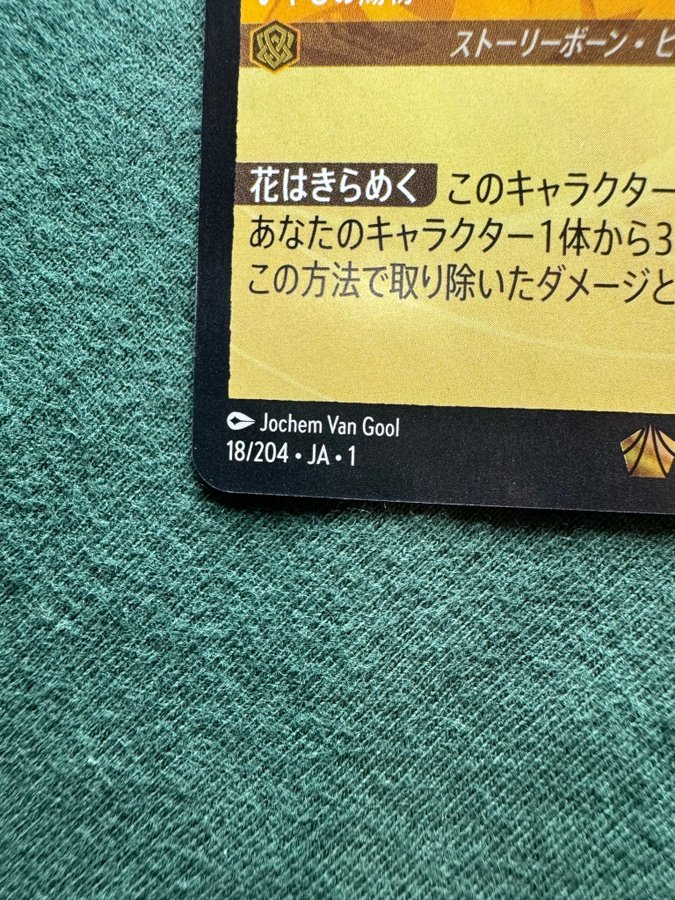 ストーリーボーン・ヒ
花はきらめく このキャラクター
あなたのキャラクター1体から3
この方法で取り除いたダメージと
Jochem Van Gool
18/204 • JA • 1